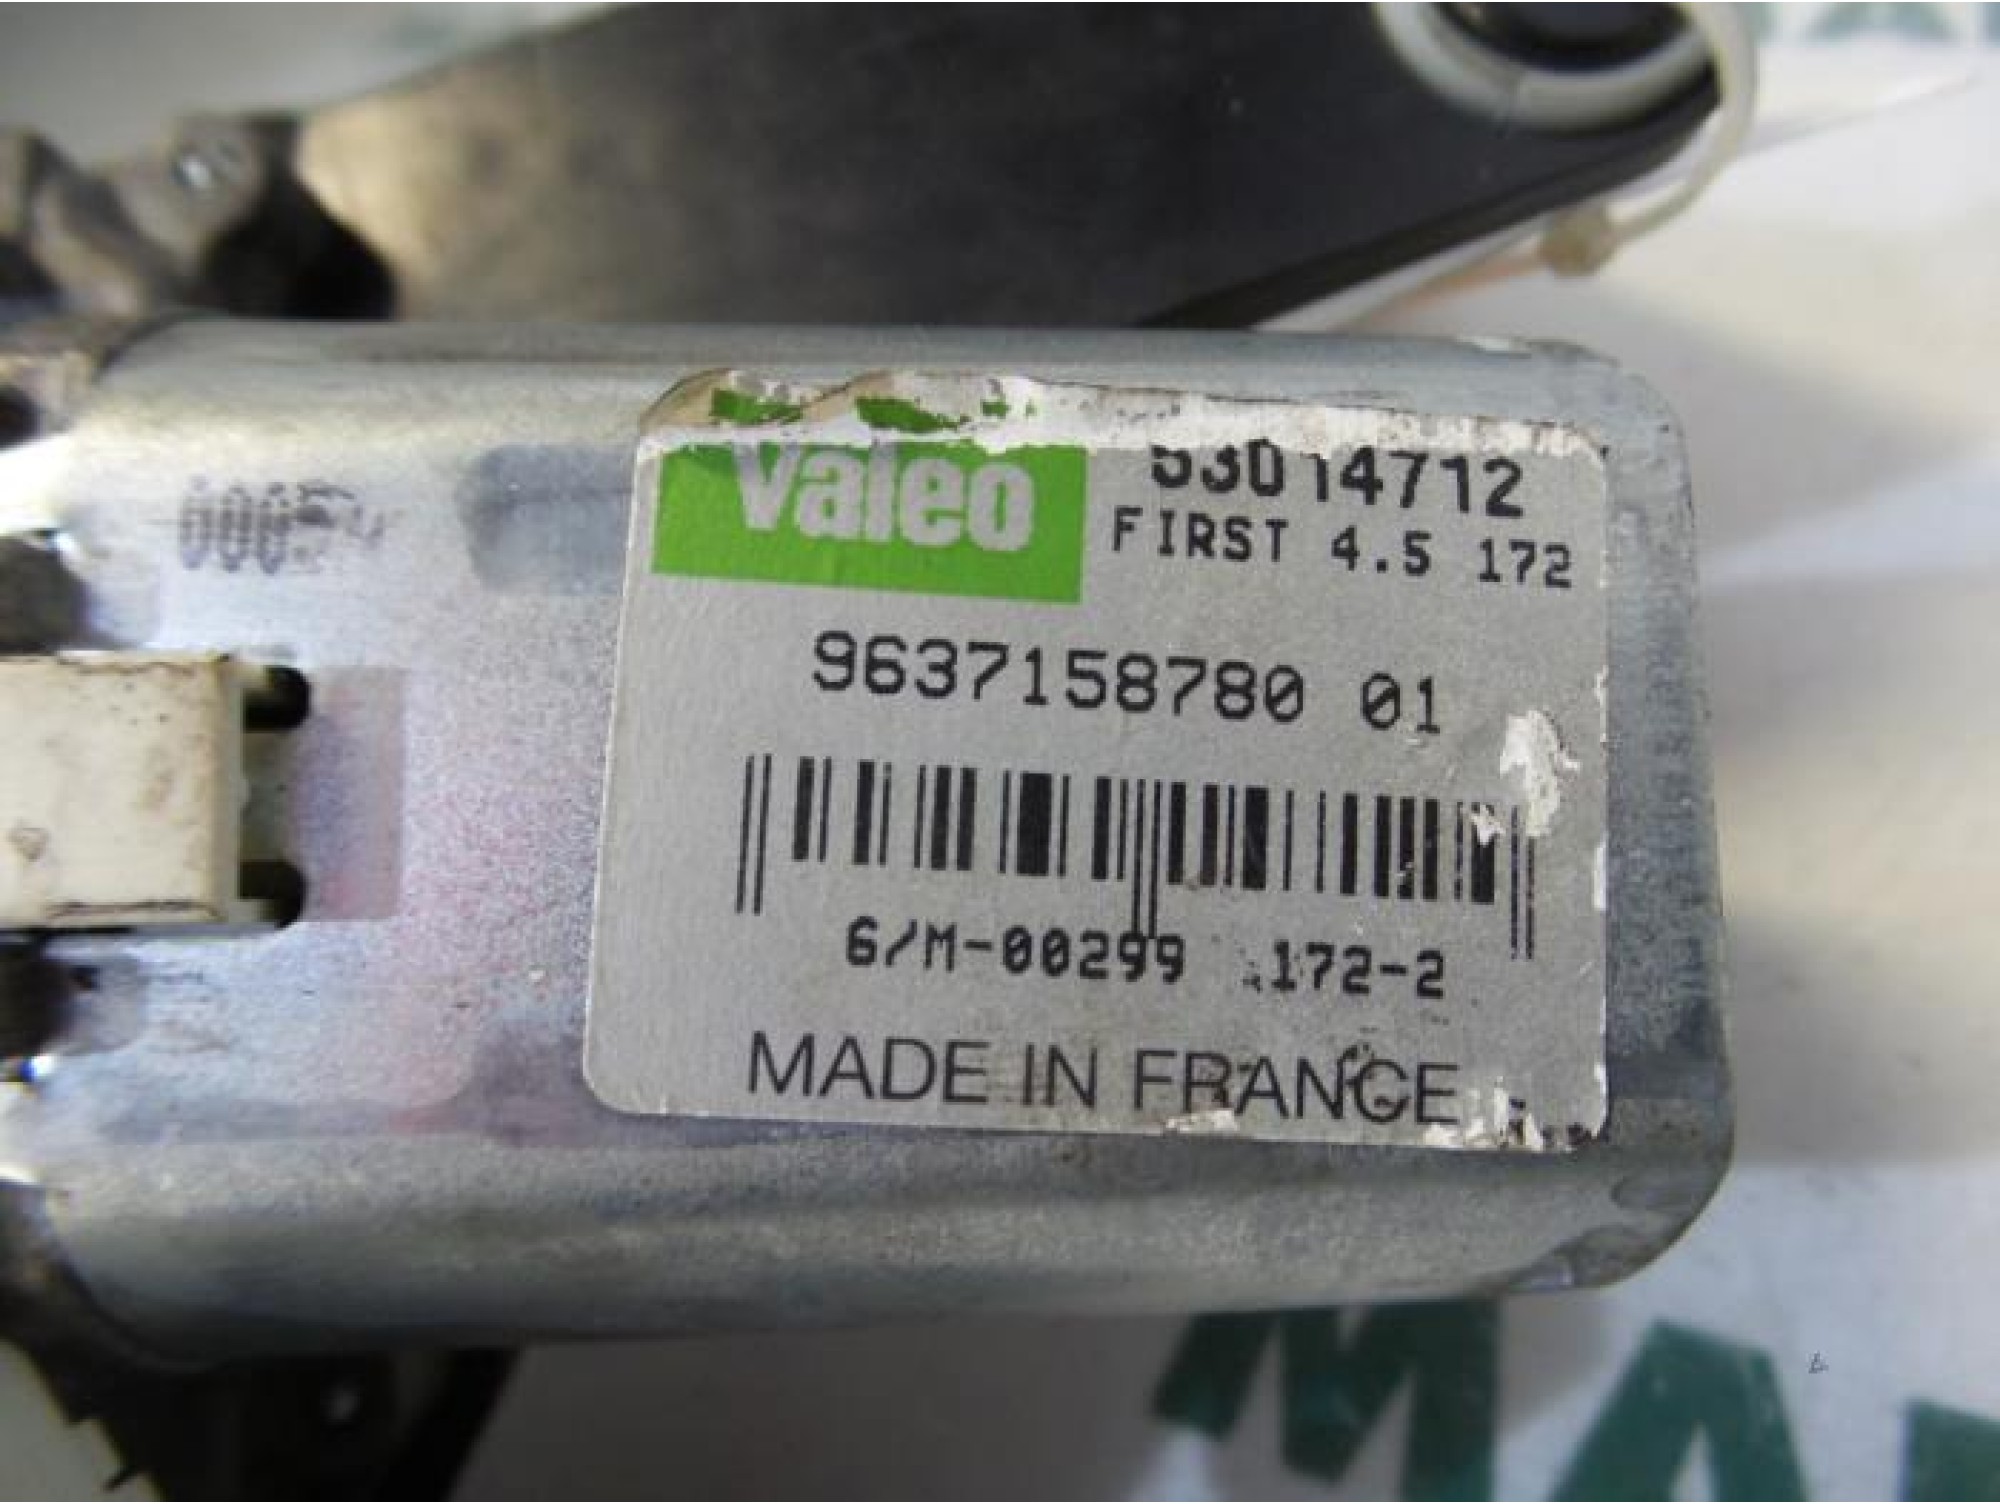 Valeo
53014712
FIRST 4.5 172
9637158780 01
6/M-00299 172-2
MADE IN FRANCE